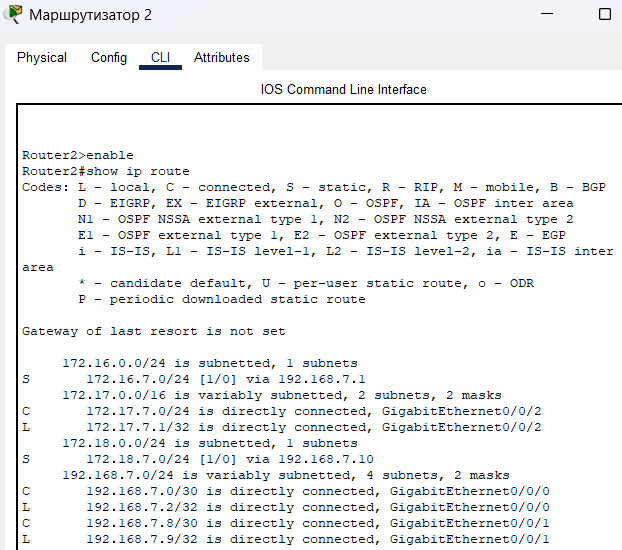 Маршрутизатор 2
Physical Config CLI Attributes
IOS Command Line Interface
Router2>enable
Router2#show ip route
Codes: L - local, C - connected, S - static, R - RIP, M - mobile, B - BGP
D - EIGRP, EX - EIGRP external, O - OSPF, IA - OSPF inter area
N1 - OSPF NSSA external type 1, N2 - OSPF NSSA external type 2
E1 - OSPF external type 1, E2 - OSPF external type 2, E - EGP
i - IS-IS, L1 - IS-IS level-1, L2 - IS-IS level-2, ia - IS-IS inter
area
* - candidate default, U - per-user static route, o - ODR
P - periodic downloaded static route
Gateway of last resort is not set
172.16.0.0/24 is subnetted, 1 subnets
S 172.16.7.0/24 [1/0] via 192.168.7.1
172.17.0.0/16 is variably subnetted, 2 subnets, 2 masks
C 172.17.7.0/24 is directly connected, GigabitEthernet0/0/2
L 172.17.7.1/32 is directly connected, GigabitEthernet0/0/2
172.18.0.0/24 is subnetted, 1 subnets
S 172.18.7.0/24 [1/0] via 192.168.7.10
192.168.7.0/24 is variably subnetted, 4 subnets, 2 masks
C 192.168.7.0/30 is directly connected, GigabitEthernet0/0/0
L 192.168.7.2/32 is directly connected, GigabitEthernet0/0/0
C 192.168.7.8/30 is directly connected, GigabitEthernet0/0/1
L 192.168.7.9/32 is directly connected, GigabitEthernet0/0/1